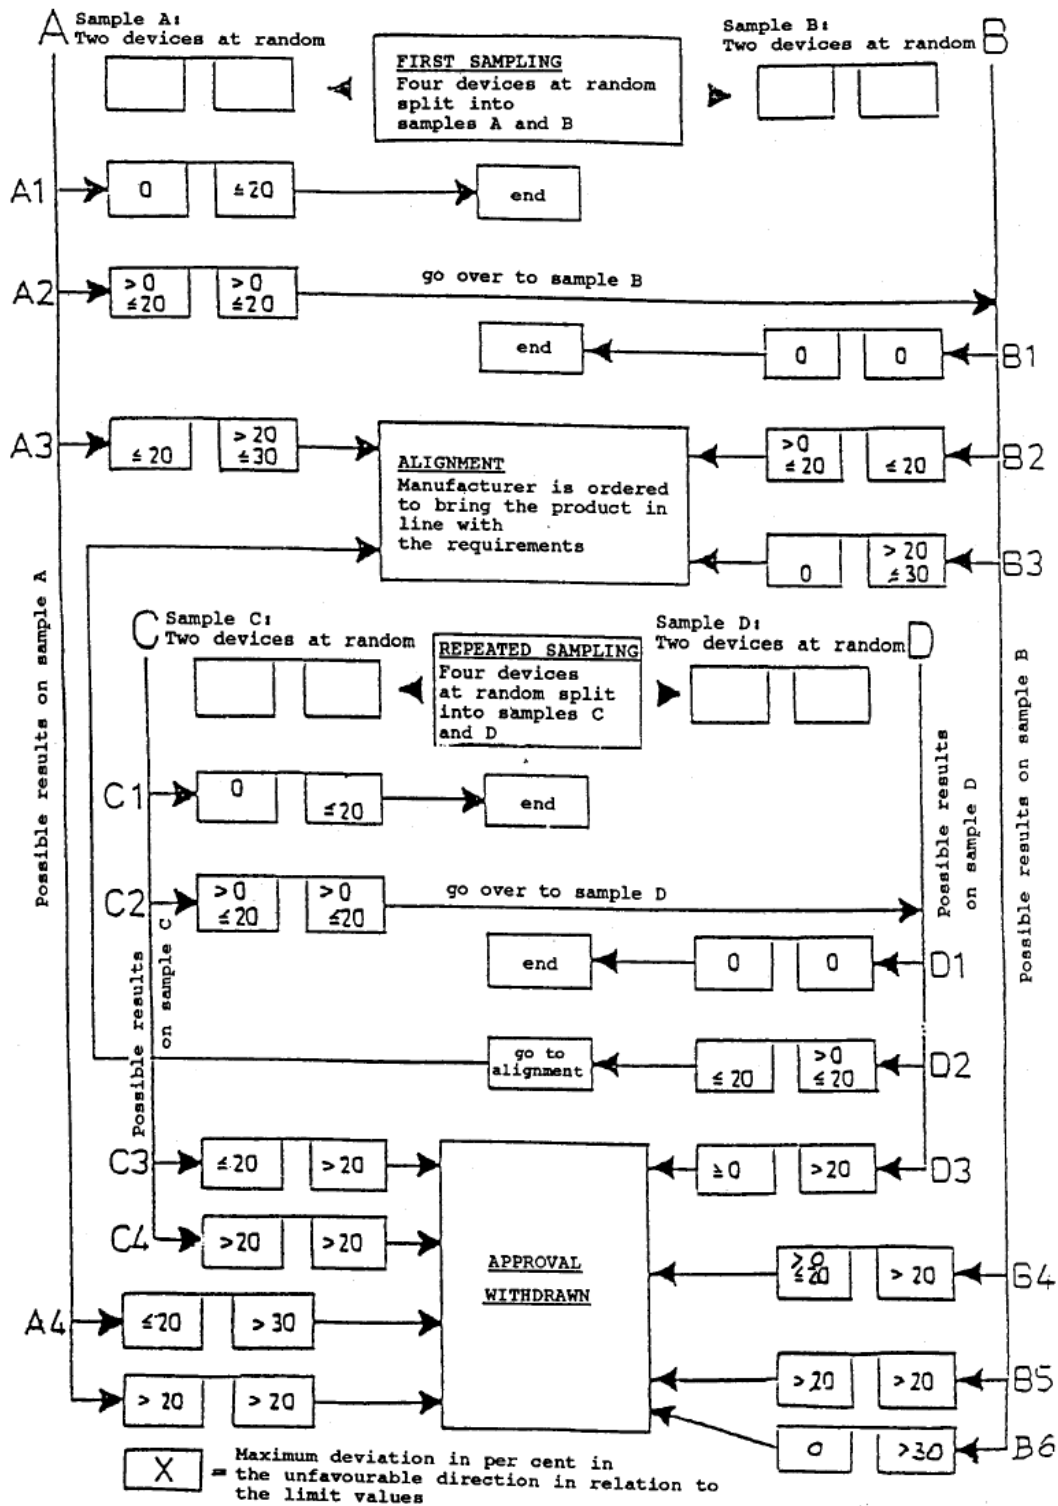 A
Sample A:
Two devices at random
FIRST SAMPLING
Four devices at random
split into
samples A and B
Sample B:
Two devices at random
B
A1
0
≦20
end
A2
>0
≦20
>0
≦20
go over to sample B
end
0
0
B1
A3
≦20
>20
≦30
ALIGNMENT
Manufacturer is ordered
to bring the product in
line with
the requirements
>0
≦20
≦20
B2
0
>20
≦30
B3
Possible results on sample A
C
Sample C:
Two devices at random
REPEATED SAMPLING
Four devices
at random split
into samples C
and D
Sample D:
Two devices at random
D
Possible results on sample B
C1
0
≦20
end
Possible results
on sample D
C2
>0
≦20
>0
≦20
go over to sample D
Possible results
on sample C
end
0
0
D1
go to
alignment
≦20
>0
≦20
D2
C3
≦20
>20
≧0
>20
D3
C4
>20
>20
APPROVAL
WITHDRAWN
>0
≦20
>20
B4
A4
≦20
>30
>20
>20
>20
>20
B5
0
>30
B6
X
= Maximum deviation in per cent in
the unfavourable direction in relation to
the limit values